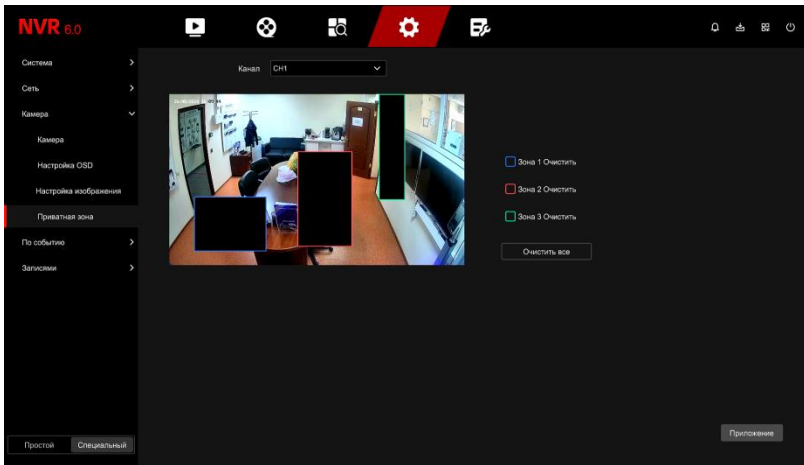 NVR 6.0
Система
Сеть
Камера
Камера
Настройка OSD
Настройка изображения
Приватная зона
По событию
Записями
Простой
Специальный
Канал CH1
Зона 1 Очистить
Зона 2 Очистить
Зона 3 Очистить
Очистить все
Приложение